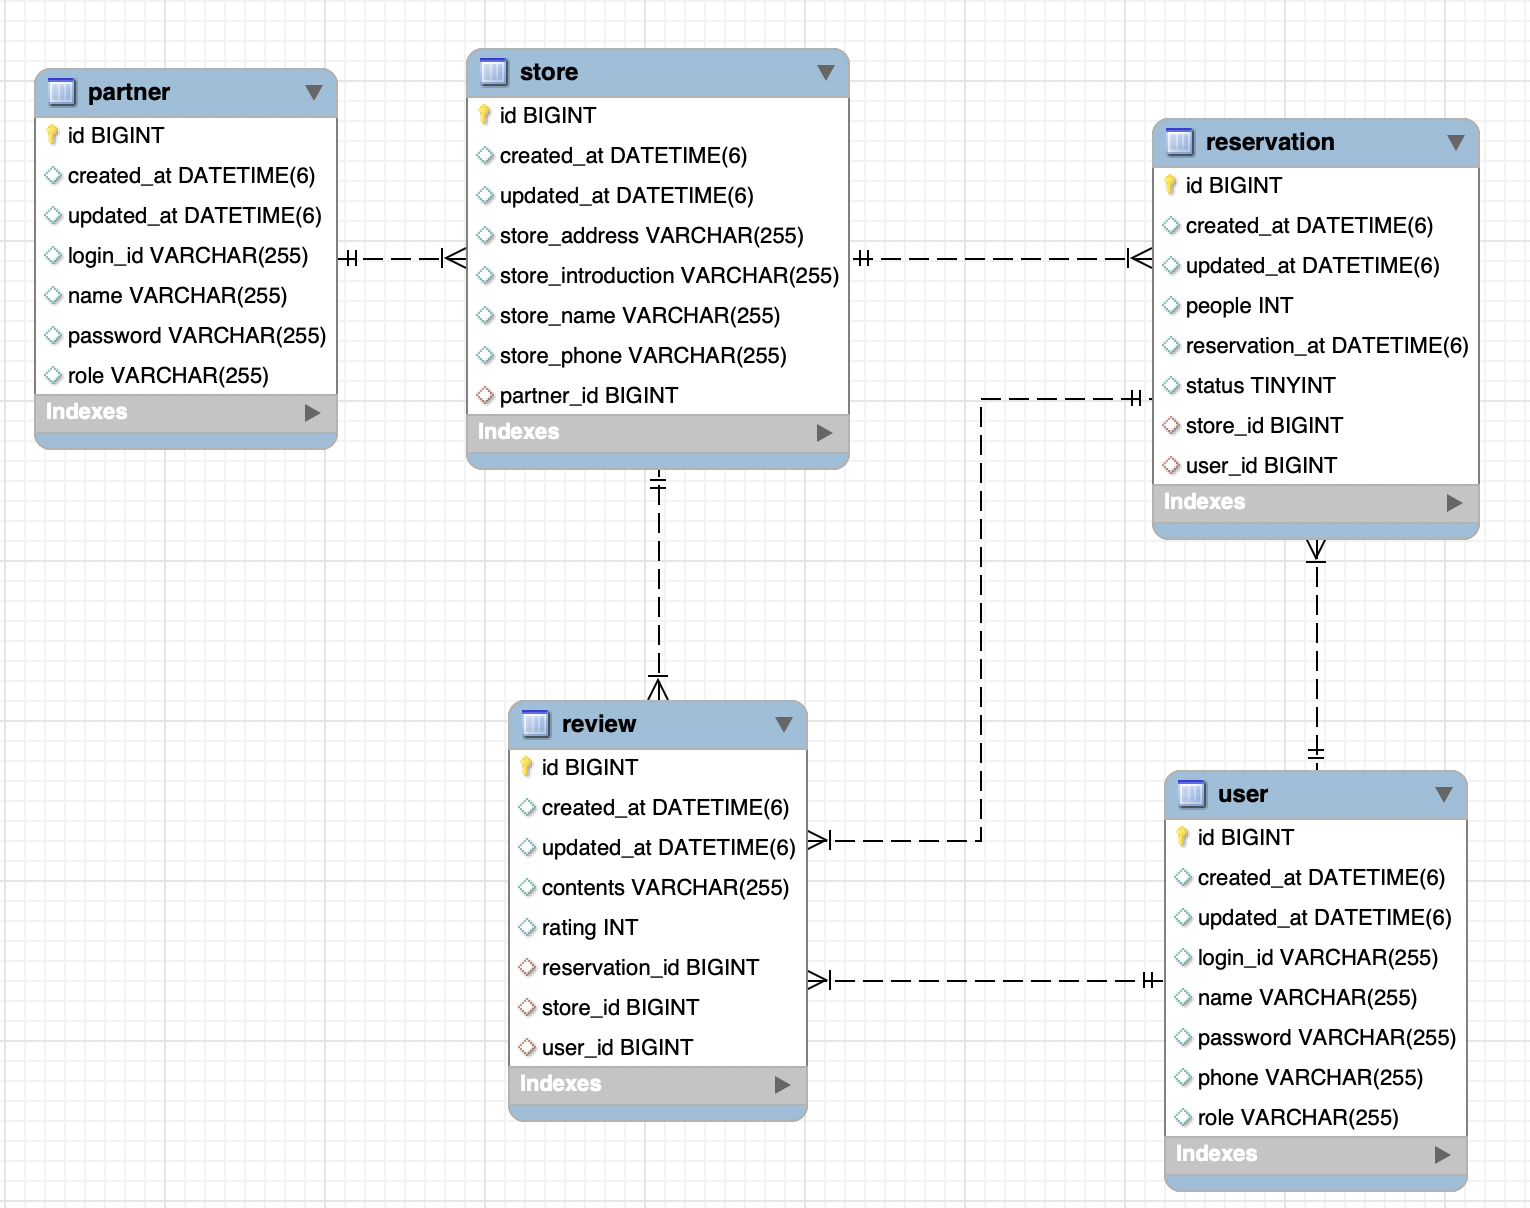 partner
id BIGINT
created_at DATETIME(6)
updated_at DATETIME(6)
login_id VARCHAR(255)
name VARCHAR(255)
password VARCHAR(255)
role VARCHAR(255)
Indexes
store
id BIGINT
created_at DATETIME(6)
updated_at DATETIME(6)
store_address VARCHAR(255)
store_introduction VARCHAR(255)
store_name VARCHAR(255)
store_phone VARCHAR(255)
partner_id BIGINT
Indexes
reservation
id BIGINT
created_at DATETIME(6)
updated_at DATETIME(6)
people INT
reservation_at DATETIME(6)
status TINYINT
store_id BIGINT
user_id BIGINT
Indexes
review
id BIGINT
created_at DATETIME(6)
updated_at DATETIME(6)
contents VARCHAR(255)
rating INT
reservation_id BIGINT
store_id BIGINT
user_id BIGINT
Indexes
user
id BIGINT
created_at DATETIME(6)
updated_at DATETIME(6)
login_id VARCHAR(255)
name VARCHAR(255)
password VARCHAR(255)
phone VARCHAR(255)
role VARCHAR(255)
Indexes